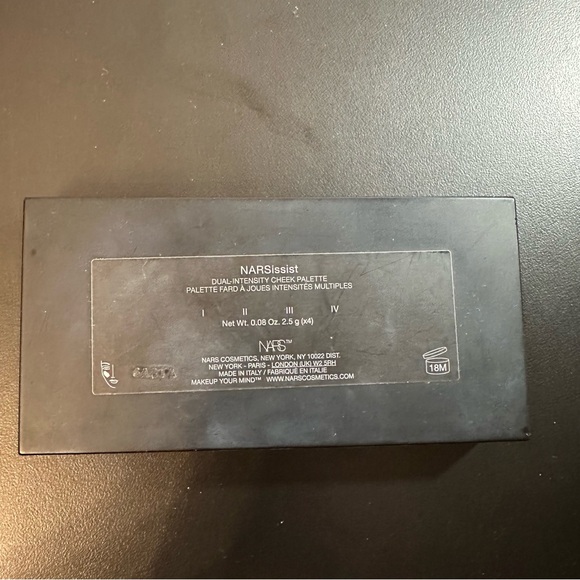 NARSissist
DUAL-INTENSITY CHEEK PALETTE
PALETTE FARD À JOUES INTENSITÉS MULTIPLES
I II III IV
Net Wt. 0.08 Oz. 2.5 g (x4)
NARS™
NARS COSMETICS, NEW YORK, NY 10022 DIST.
NEW YORK - PARIS - LONDON (UK) W2 5RH
MADE IN ITALY / FABRIQUÉ EN ITALIE
MAKEUP YOUR MIND™ WWW.NARSCOSMETICS.COM
18M